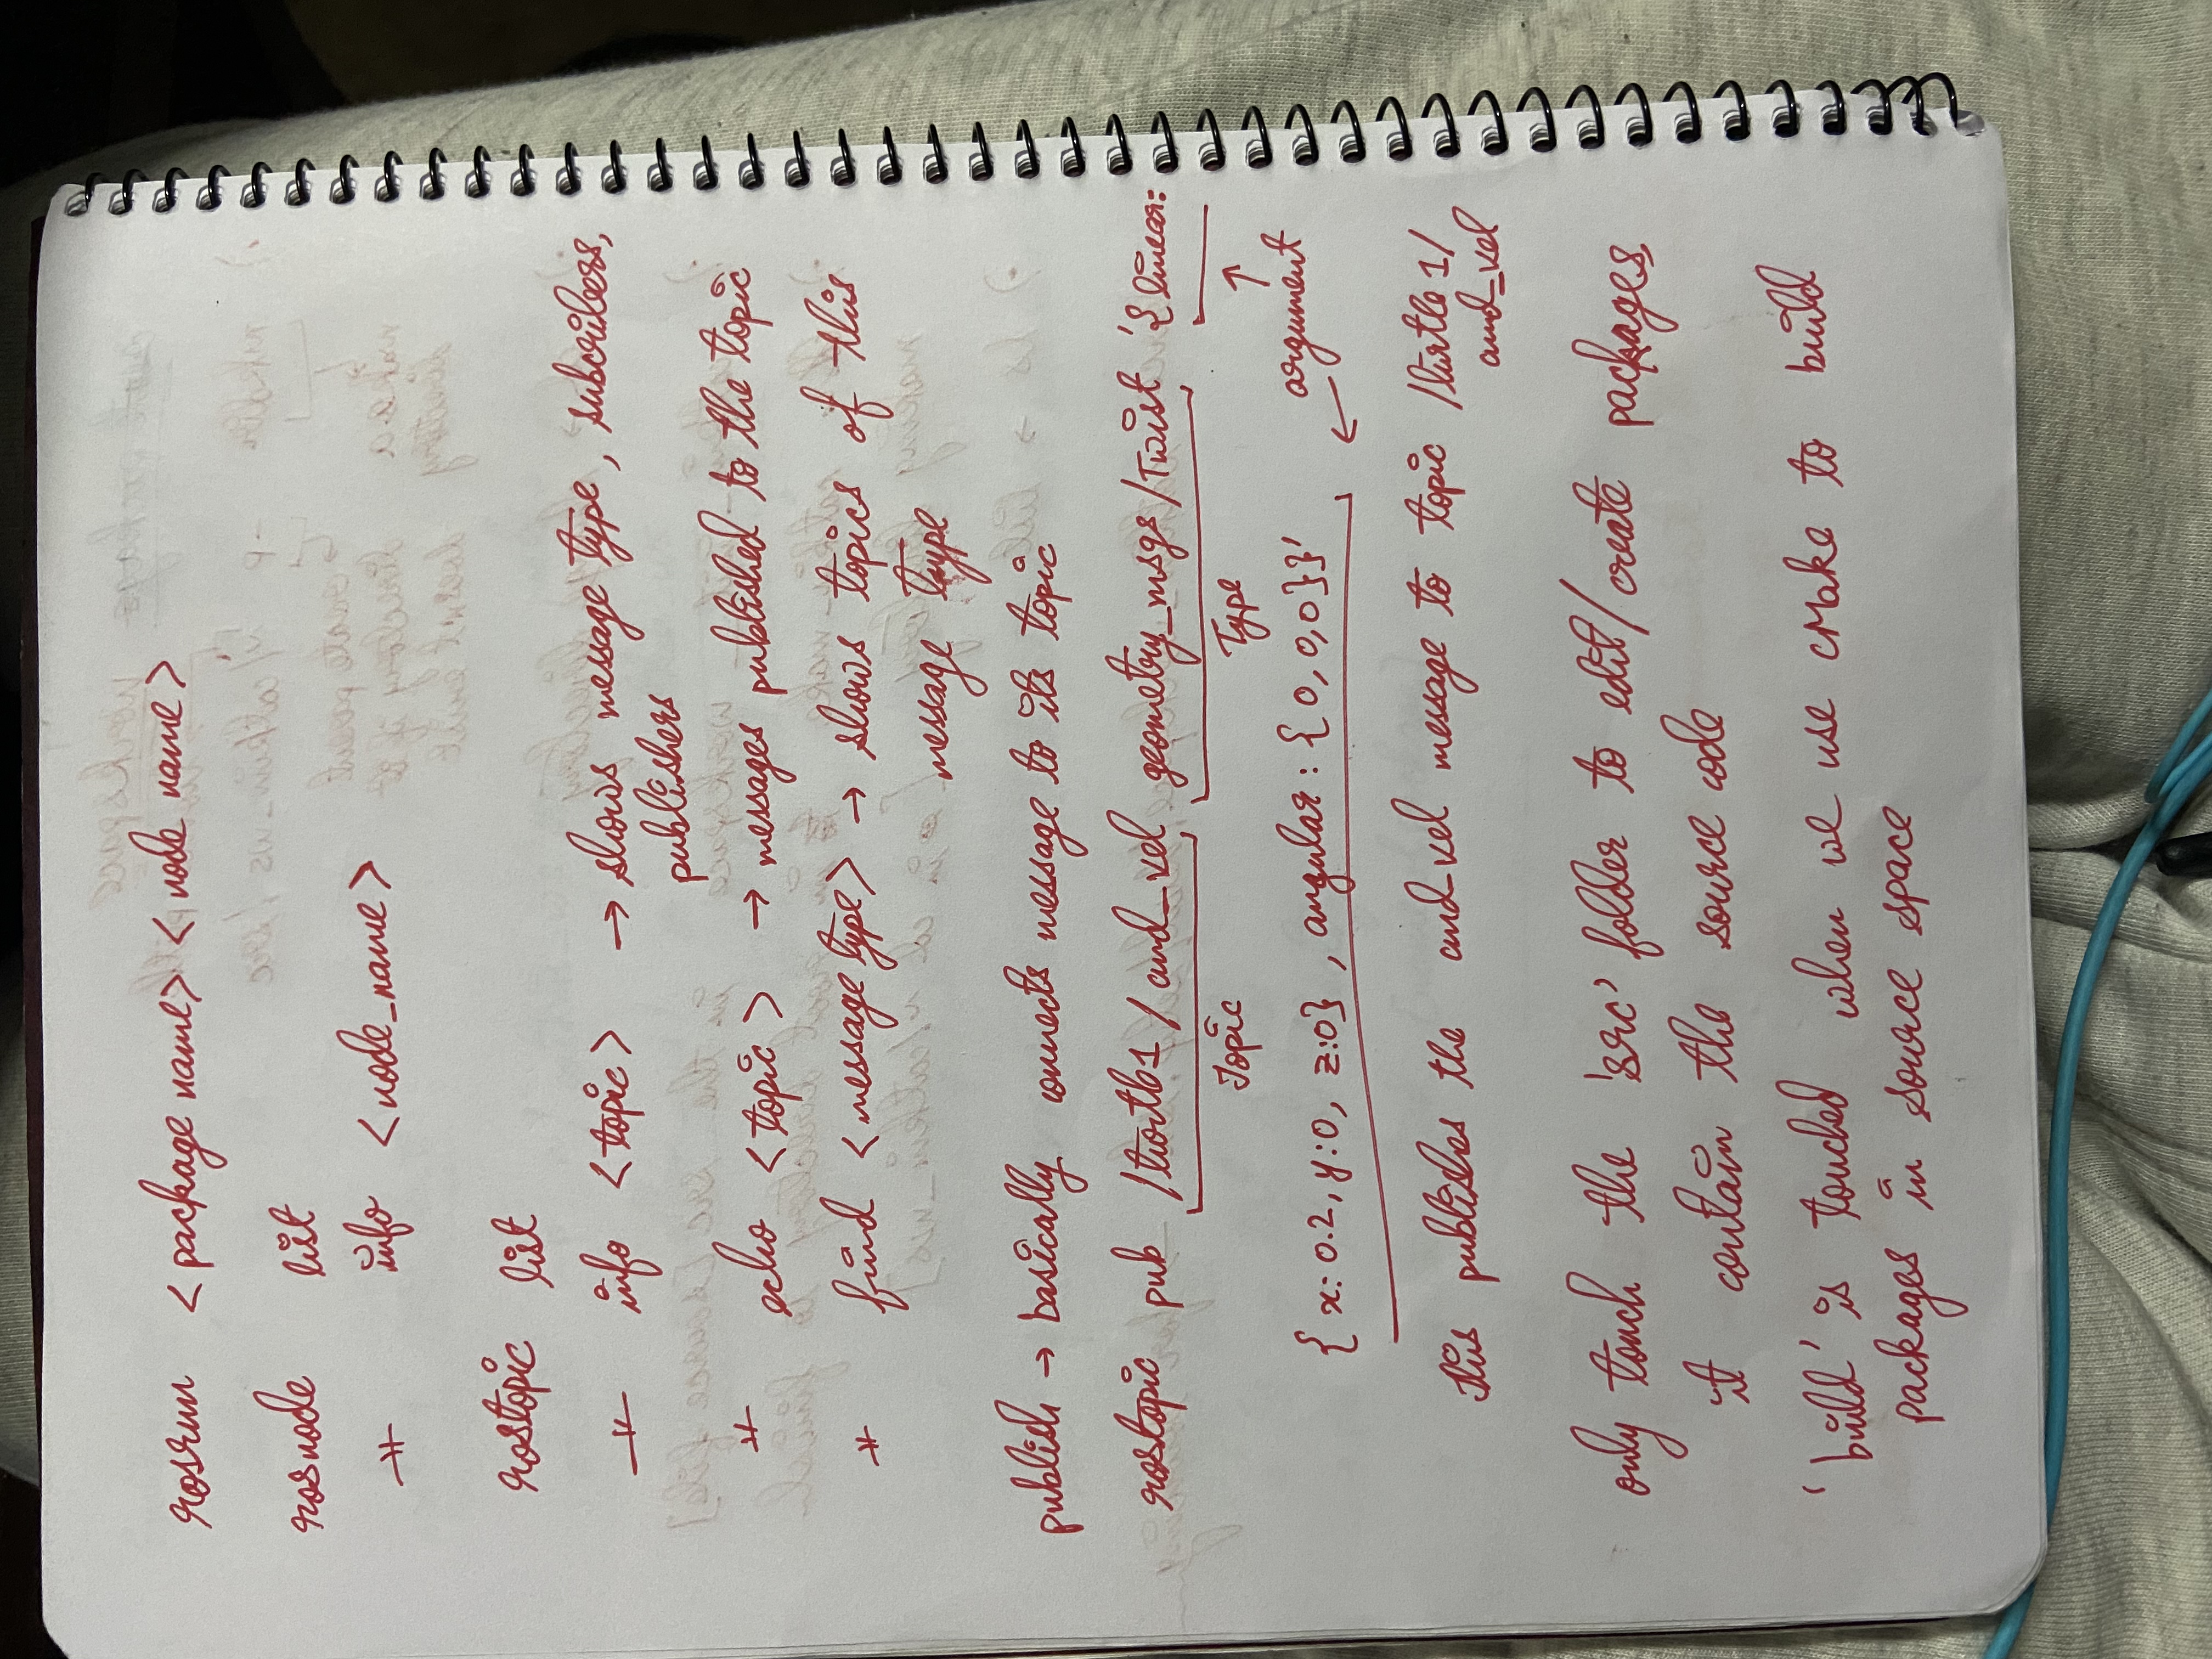 rosrun <package name> <node name>
rosnode list
-〃- info <node_name>
rostopic list
-〃- info <topic> → shows message type, subcribers,
publishers
-〃- echo <topic> → messages published to the topic
-〃- find <message type> → shows topics of this
message type
publish → basically connects message to its topic
rostopic pub /turtle1/cmd_vel geometry_msgs/Twist '{linear:
Topic Type
{x: 0.2, y:0, z:0}, angular: {0,0,0}}' argument
This publishes the cmd_vel message to topic /turtle1/
cmd_vel
only touch the 'src' folder to edit/create packages,
it contain the source code
'build' is touched when we use cMake to build
packages in source space